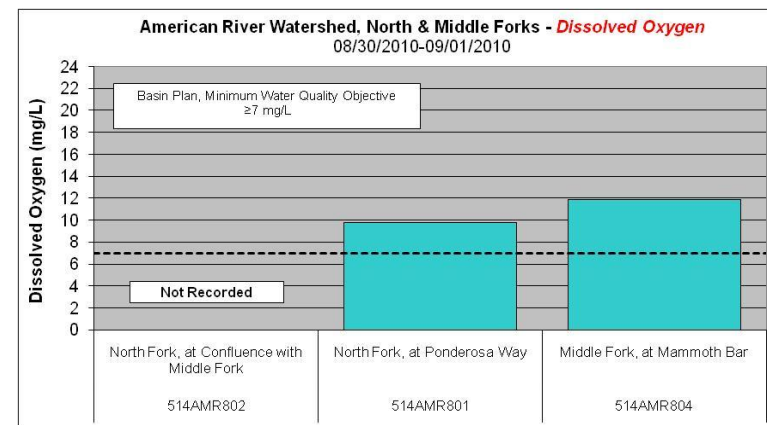 American River Watershed, North & Middle Forks - Dissolved Oxygen
08/30/2010-09/01/2010
Dissolved Oxygen (mg/L)
24
22
20
18
16
14
12
10
8
6
4
2
0
Basin Plan, Minimum Water Quality Objective
≥7 mg/L
Not Recorded
North Fork, at Confluence with
Middle Fork
514AMR802
North Fork, at Ponderosa Way
514AMR801
Middle Fork, at Mammoth Bar
514AMR804